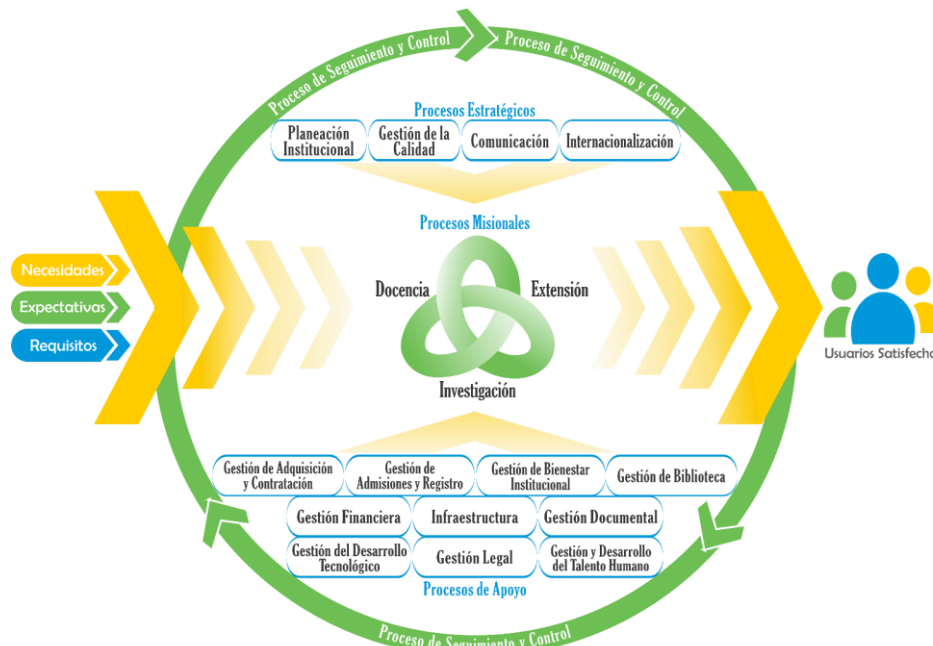 Proceso de Seguimiento y Control
Proceso de Seguimiento y Control
Procesos Estratégicos
Planeación
Institucional
Gestión de la
Calidad
Comunicación
Internacionalización
Procesos Misionales
Necesidades
Expectativas
Requisitos
Docencia
Extensión
Investigación
Usuarios Satisfecho
Gestión de Adquisición
y Contratación
Gestión de
Admisiones y Registro
Gestión de Bienestar
Institucional
Gestión de Biblioteca
Gestión Financiera
Infraestructura
Gestión Documental
Gestión del Desarrollo
Tecnológico
Gestión Legal
Gestión y Desarrollo
del Talento Humano
Procesos de Apoyo
Proceso de Seguimiento y Control